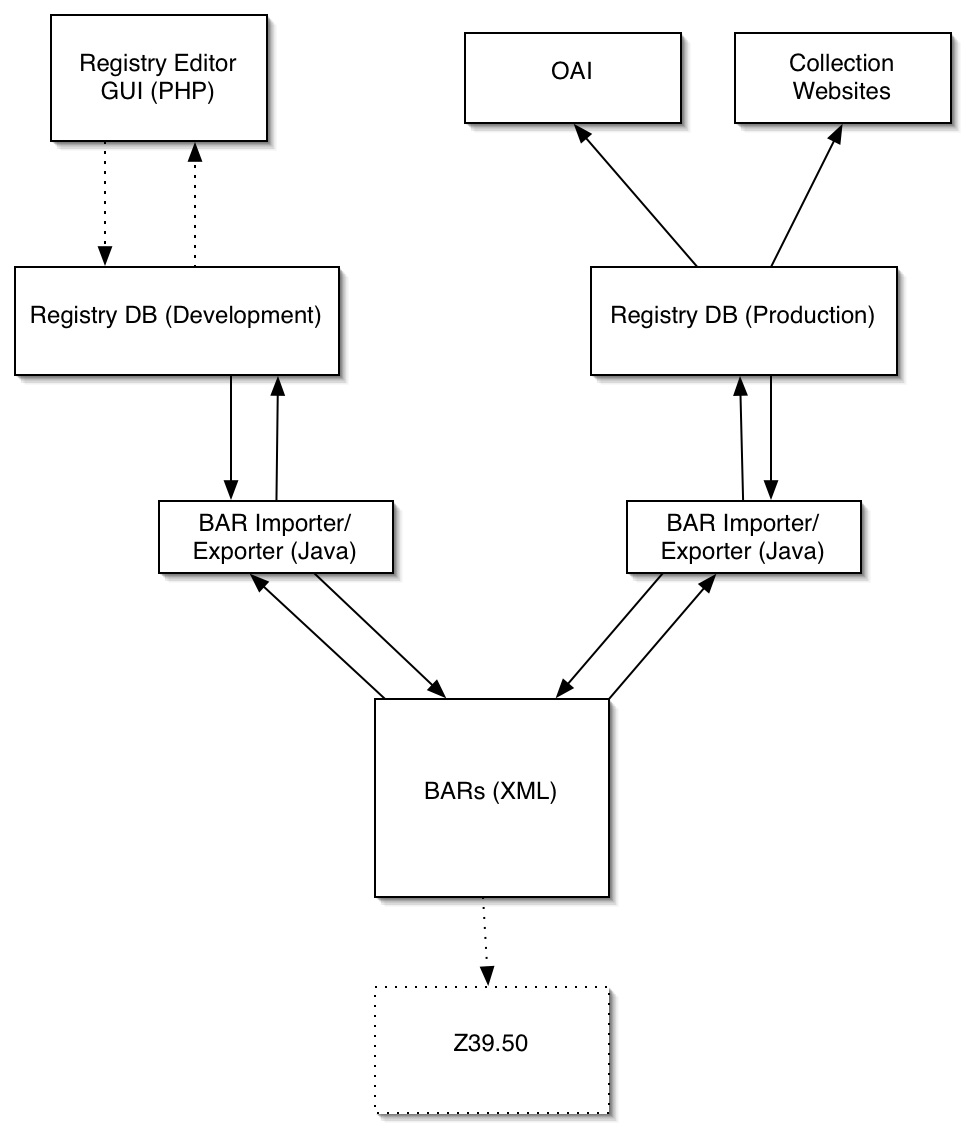 Registry Editor
GUI (PHP)
OAI
Collection
Websites
Registry DB (Development)
Registry DB (Production)
BAR Importer/
Exporter (Java)
BAR Importer/
Exporter (Java)
BARs (XML)
Z39.50